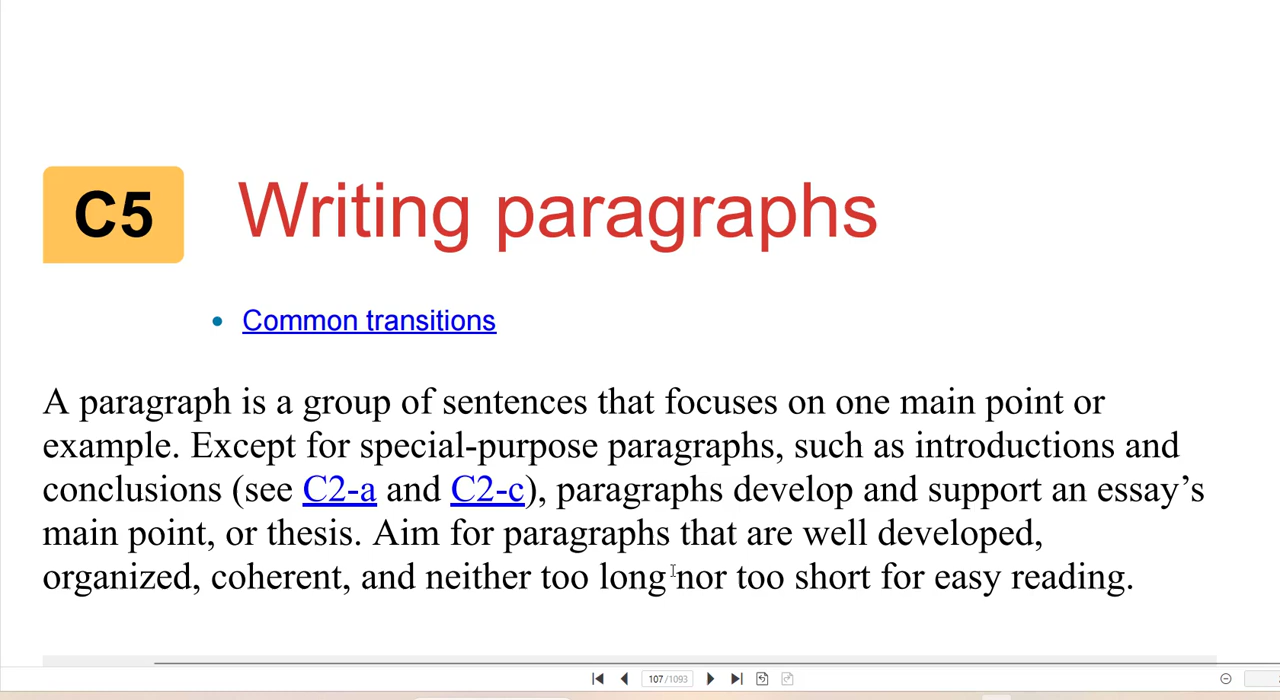 C5 Writing paragraphs
• Common transitions
A paragraph is a group of sentences that focuses on one main point or
example. Except for special-purpose paragraphs, such as introductions and
conclusions (see C2-a and C2-c), paragraphs develop and support an essay’s
main point, or thesis. Aim for paragraphs that are well developed,
organized, coherent, and neither too long nor too short for easy reading.
107/1093